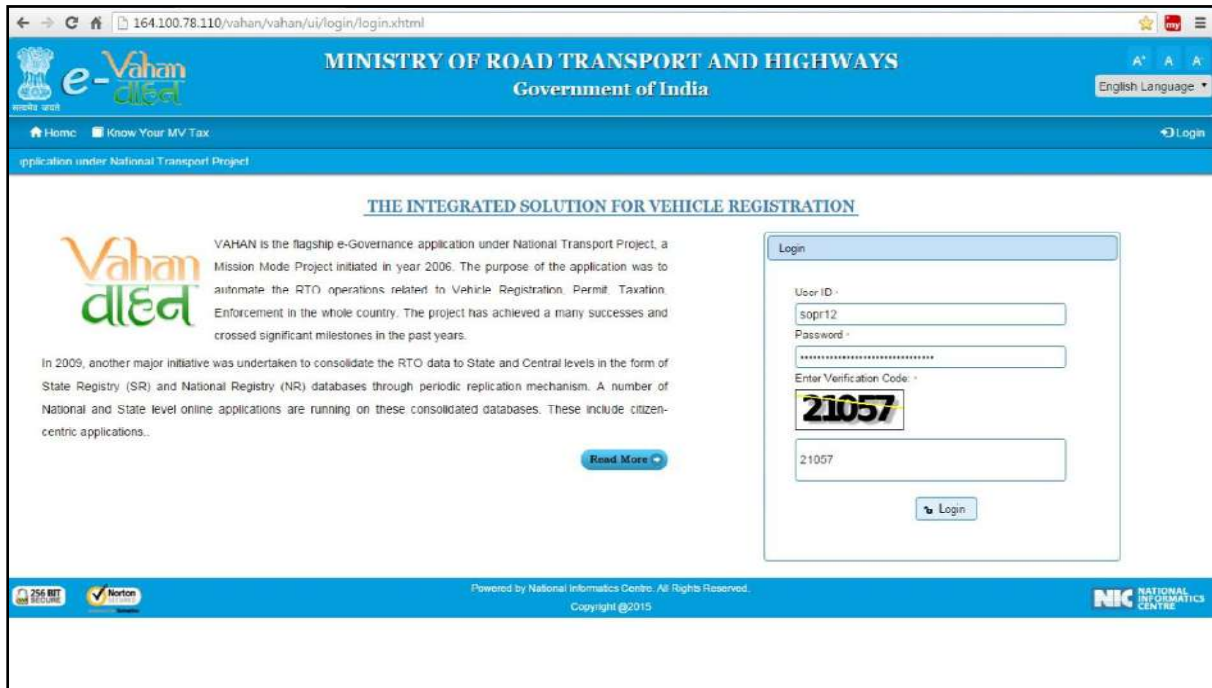 164.100.78.110/vahan/vahan/ui/login/login.xhtml
my
सत्यमेव जयते
e-Vahan
वाहन
MINISTRY OF ROAD TRANSPORT AND HIGHWAYS
Government of India
A+ A A-
English Language
Home Know Your MV Tax
Login
pplication under National Transport Project
THE INTEGRATED SOLUTION FOR VEHICLE REGISTRATION
Vahan
वाहन
VAHAN is the flagship e-Governance application under National Transport Project, a
Mission Mode Project initiated in year 2006. The purpose of the application was to
automate the RTO operations related to Vehicle Registration, Permit, Taxation,
Enforcement in the whole country. The project has achieved a many successes and
crossed significant milestones in the past years.
In 2009, another major initiative was undertaken to consolidate the RTO data to State and Central levels in the form of
State Registry (SR) and National Registry (NR) databases through periodic replication mechanism. A number of
National and State level online applications are running on these consolidated databases. These include citizen-
centric applications..
Read More
Login
User ID
sopr12
Password
Enter Verification Code:
21057
21057
Login
256 BIT
SECURE
Norton
SECURED
Powered by National Informatics Centre. All Rights Reserved.
Copyright @2015
NIC NATIONAL
INFORMATICS
CENTRE